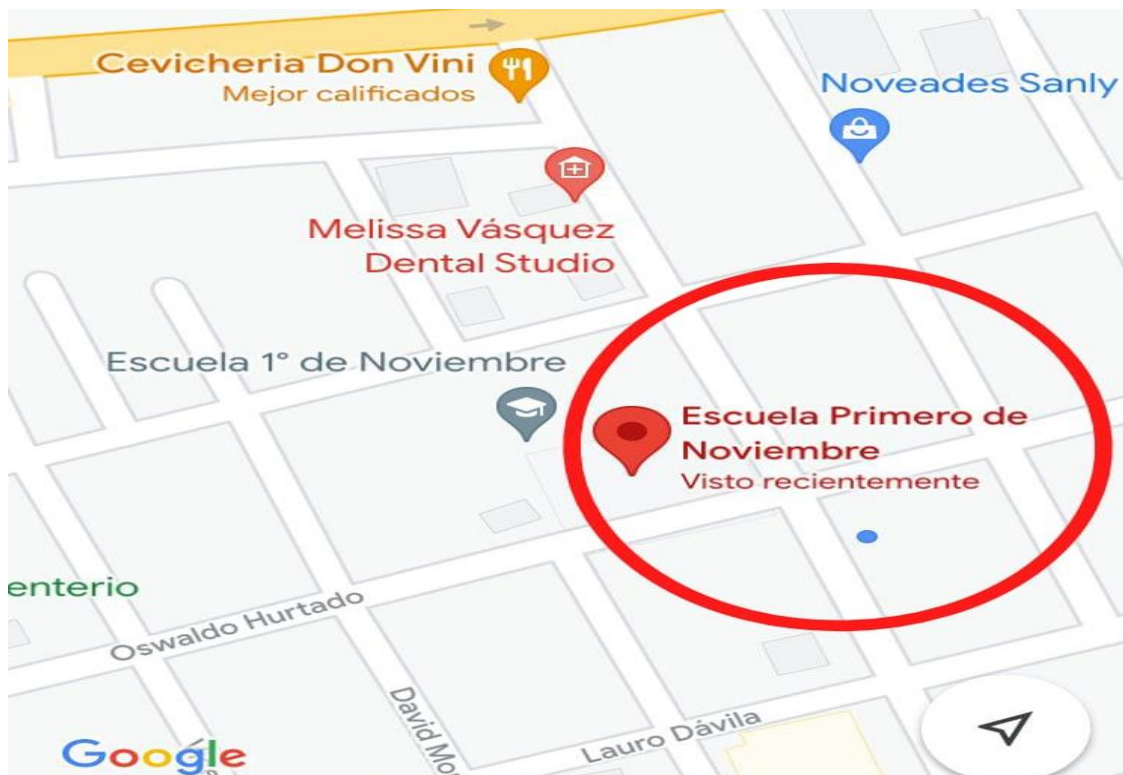 Cevicheria Don Vini
Mejor calificados
Noveades Sanly
Melissa Vásquez
Dental Studio
Escuela 1° de Noviembre
Escuela Primero de
Noviembre
Visto recientemente
enterio
Oswaldo Hurtado
David Mo
Lauro Dávila
Google